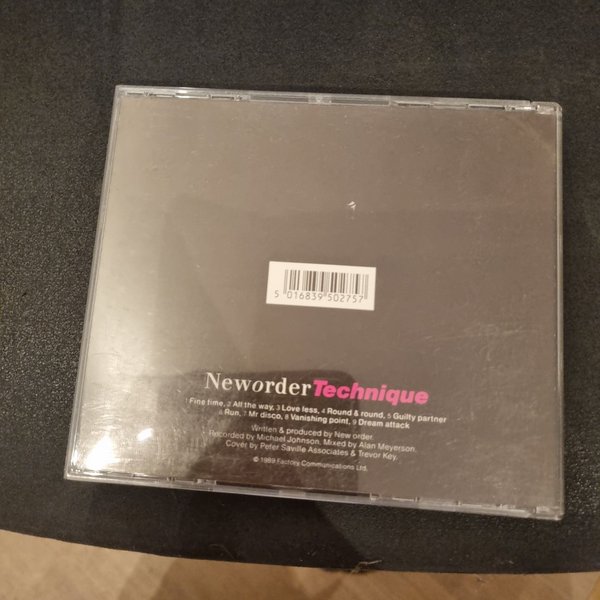 5 016839 502757
Neworder Technique
1 Fine time, 2 All the way, 3 Love less, 4 Round & round, 5 Guilty partner
6 Run, 7 Mr disco, 8 Vanishing point, 9 Dream attack
Written & produced by New order.
Recorded by Michael Johnson, Mixed by Alan Meyerson.
Cover by Peter Saville Associates & Trevor Key.
© 1989 Factory Communications Ltd.